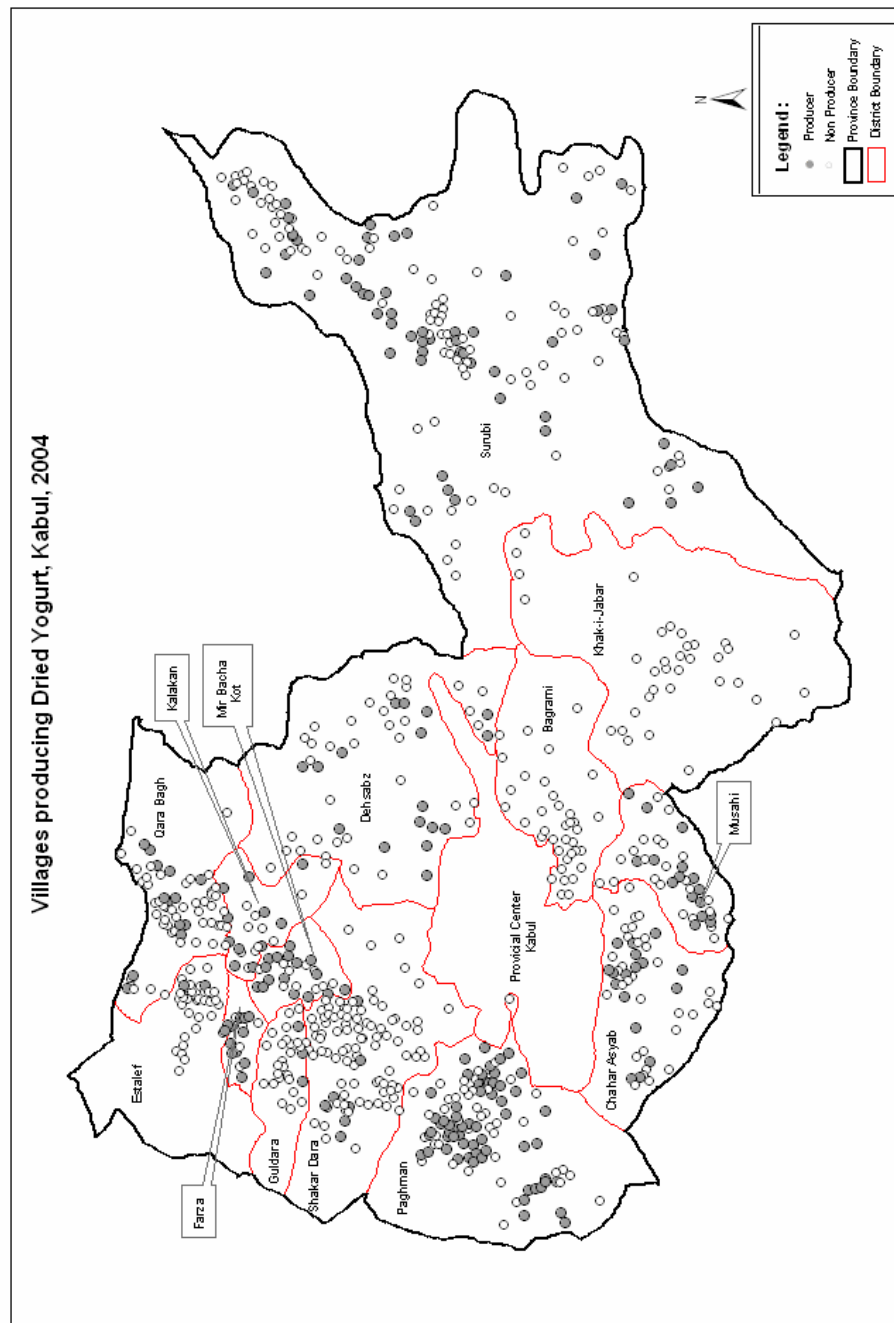 Villages producing Dried Yogurt, Kabul, 2004
Kalakan
Mir Bacha
Kot
Qara Bagh
Estalef
Farza
Guldara
Shakar Dara
Paghman
Dehsabz
Provicial Center
Kabul
Bagrami
Surubi
Khak-i-Jabar
Chahar Asyab
Musahi
N
Legend:
Producer
Non Producer
Province Boundary
District Boundary